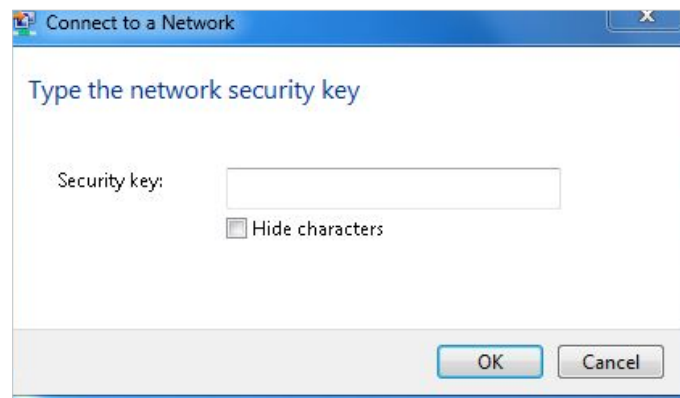 Connect to a Network
X
Type the network security key
Security key:
Hide characters
OK Cancel